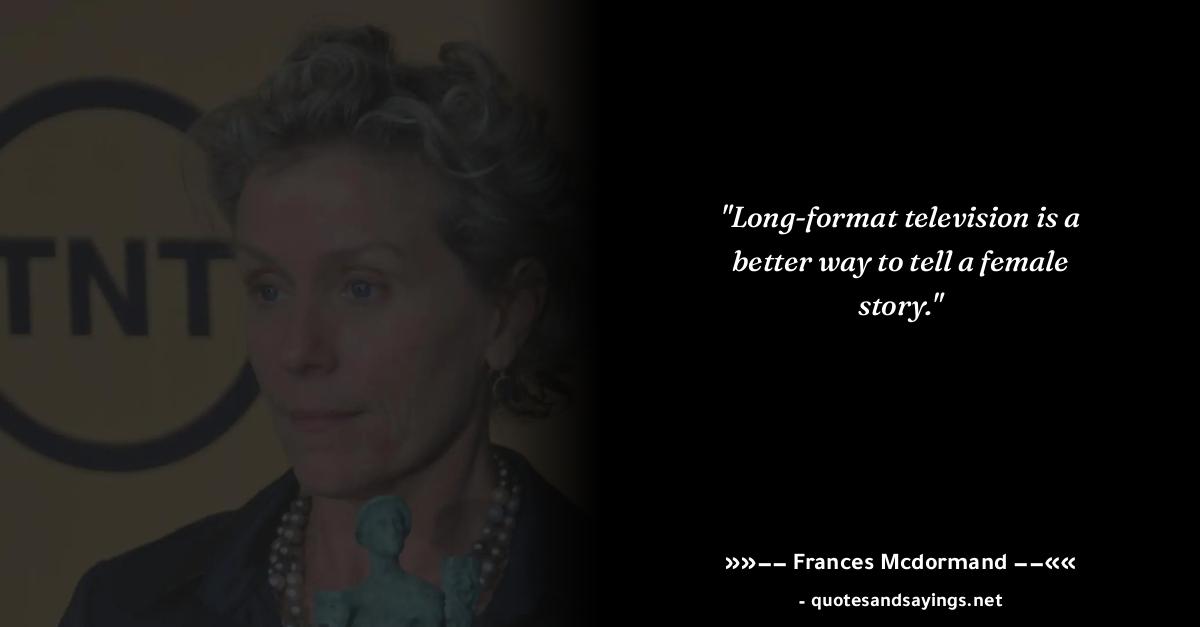 TNT
"Long-format television is a
better way to tell a female
story."
»»−− Frances Mcdormand −−««
- quotesandsayings.net